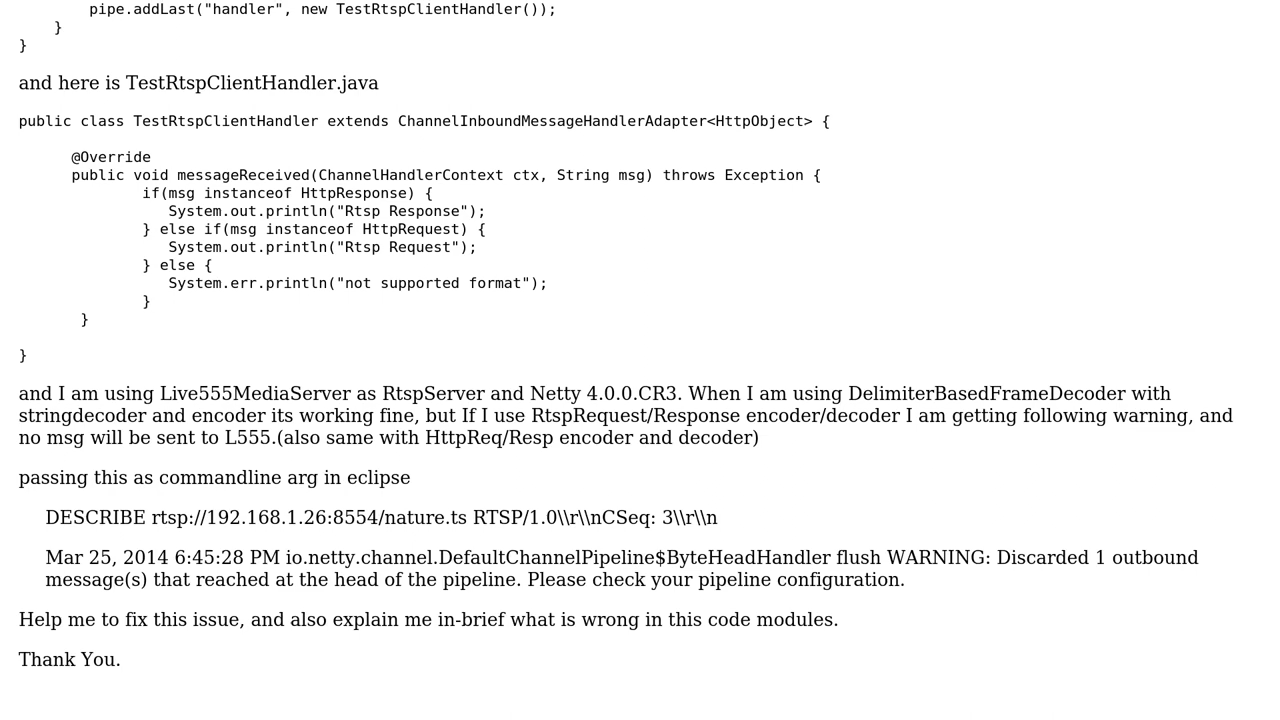 pipe.addLast("handler", new TestRtspClientHandler());
    }
}
and here is TestRtspClientHandler.java
public class TestRtspClientHandler extends ChannelInboundMessageHandlerAdapter<HttpObject> {
      @Override
      public void messageReceived(ChannelHandlerContext ctx, String msg) throws Exception {
              if(msg instanceof HttpResponse) {
                 System.out.println("Rtsp Response");
              } else if(msg instanceof HttpRequest) {
                 System.out.println("Rtsp Request");
              } else {
                 System.err.println("not supported format");
              }
       }
}
and I am using Live555MediaServer as RtspServer and Netty 4.0.0.CR3. When I am using DelimiterBasedFrameDecoder with
stringdecoder and encoder its working fine, but If I use RtspRequest/Response encoder/decoder I am getting following warning, and
no msg will be sent to L555.(also same with HttpReq/Resp encoder and decoder)
passing this as commandline arg in eclipse
DESCRIBE rtsp://192.168.1.26:8554/nature.ts RTSP/1.0\\r\\nCSeq: 3\\r\\n
Mar 25, 2014 6:45:28 PM io.netty.channel.DefaultChannelPipeline$ByteHeadHandler flush WARNING: Discarded 1 outbound
message(s) that reached at the head of the pipeline. Please check your pipeline configuration.
Help me to fix this issue, and also explain me in-brief what is wrong in this code modules.
Thank You.